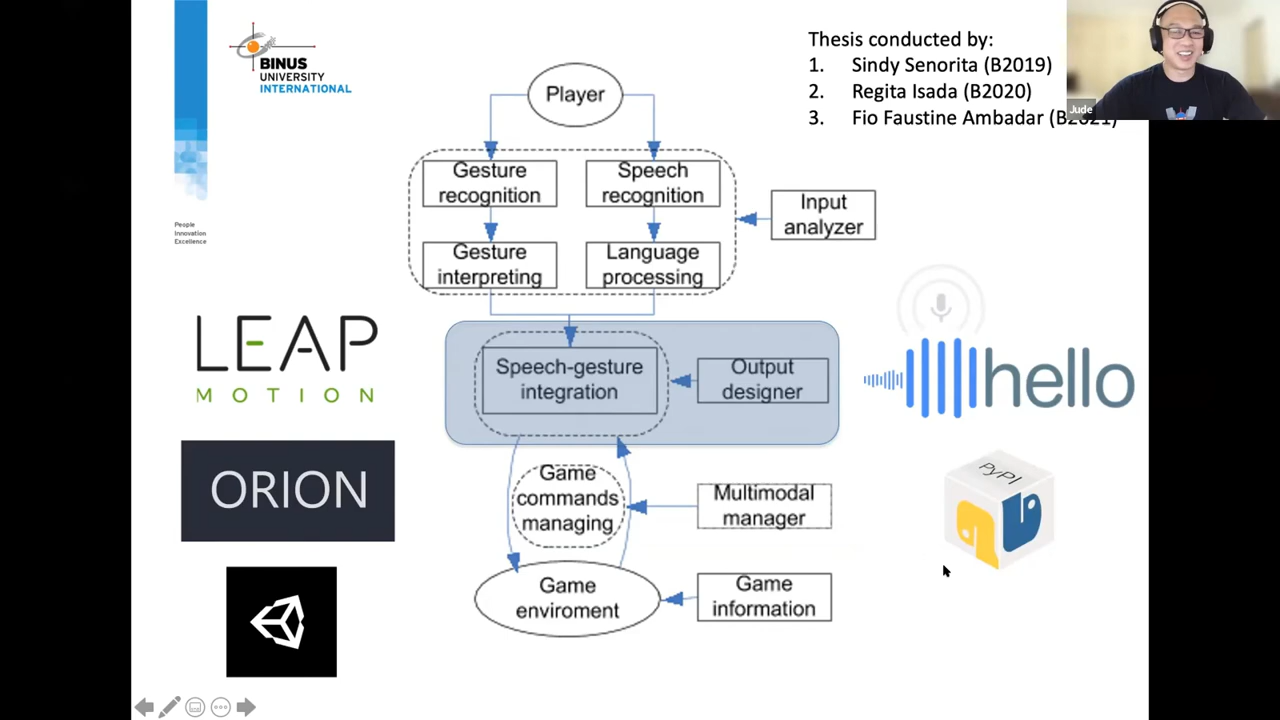 BINUS
UNIVERSITY
INTERNATIONAL
People
Innovation
Excellence
Thesis conducted by:
1. Sindy Senorita (B2019)
2. Regita Isada (B2020)
3. Fio Faustine Ambadar (B2021)
Jude
Player
Gesture
recognition
Speech
recognition
Input
analyzer
Gesture
interpreting
Language
processing
LEAP
MOTION
Speech-gesture
integration
Output
designer
hello
ORION
Game
commands
managing
Multimodal
manager
PyPI
Game
enviroment
Game
information